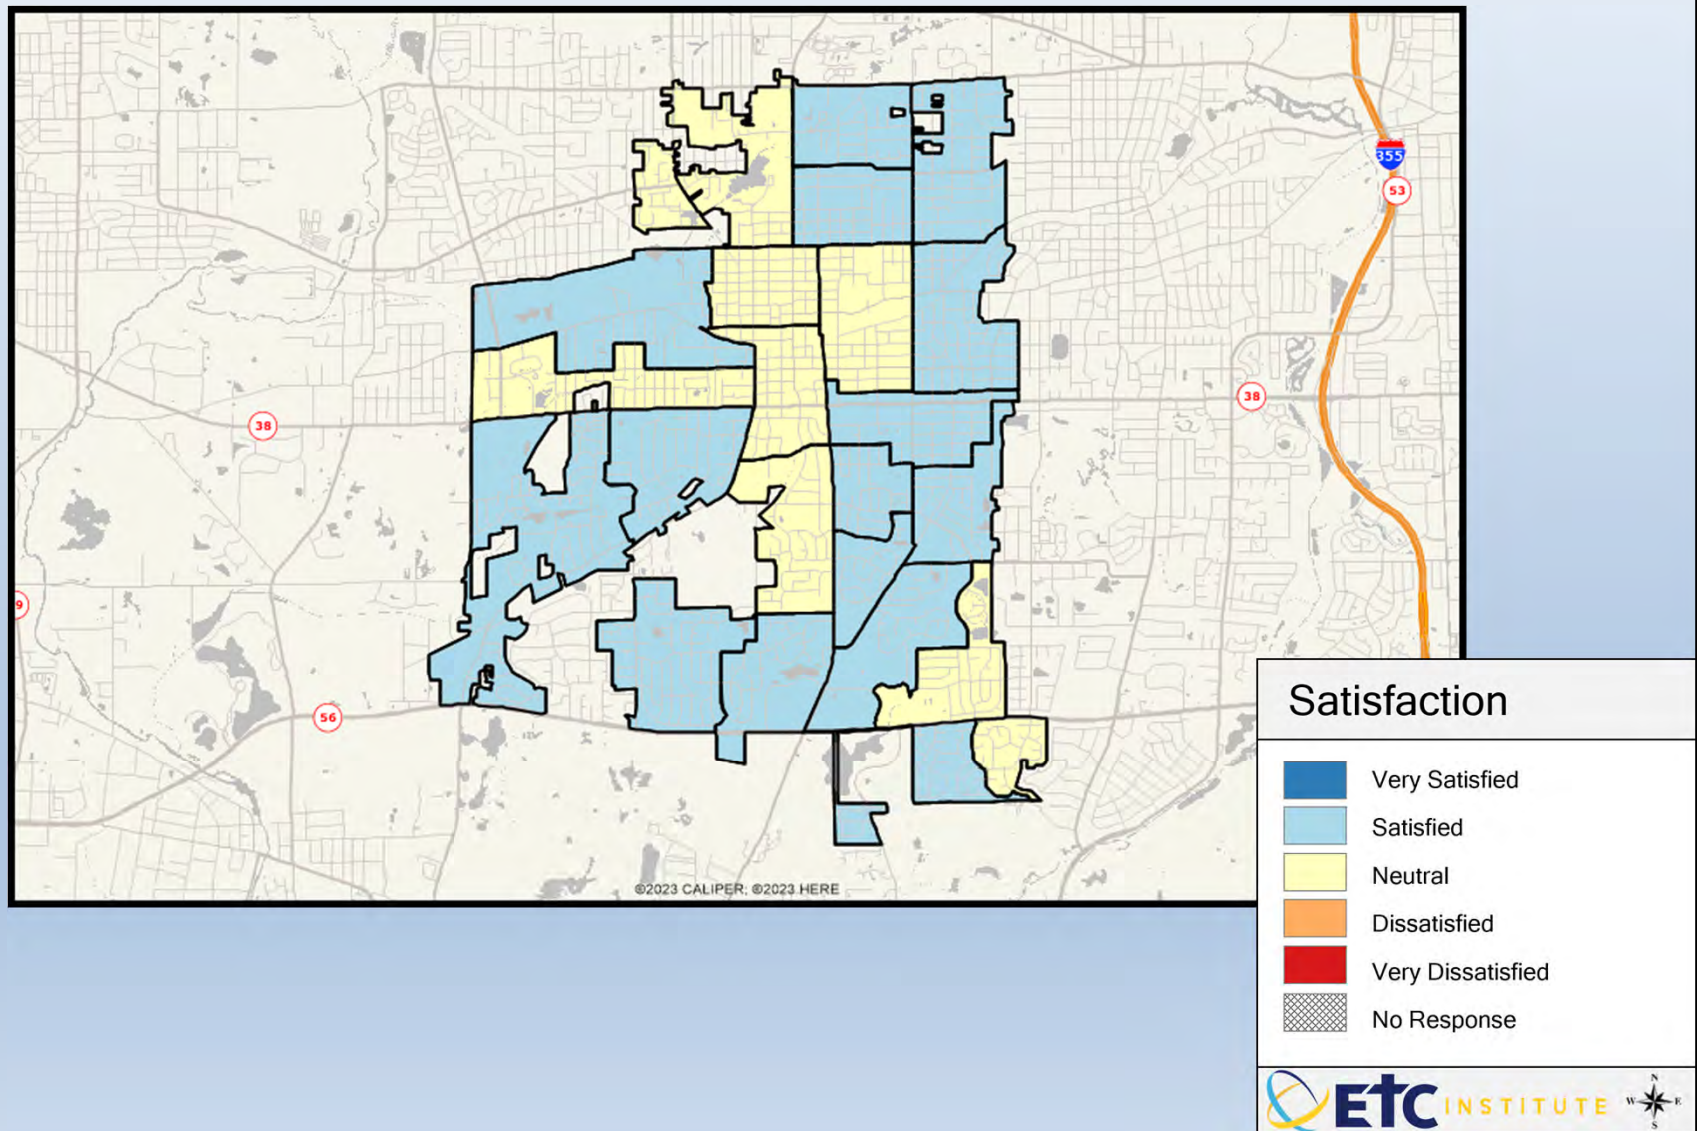 355
53
38
38
9
56
©2023 CALIPER; ©2023 HERE
Satisfaction
Very Satisfied
Satisfied
Neutral
Dissatisfied
Very Dissatisfied
No Response
ETC INSTITUTE
N
W E
S